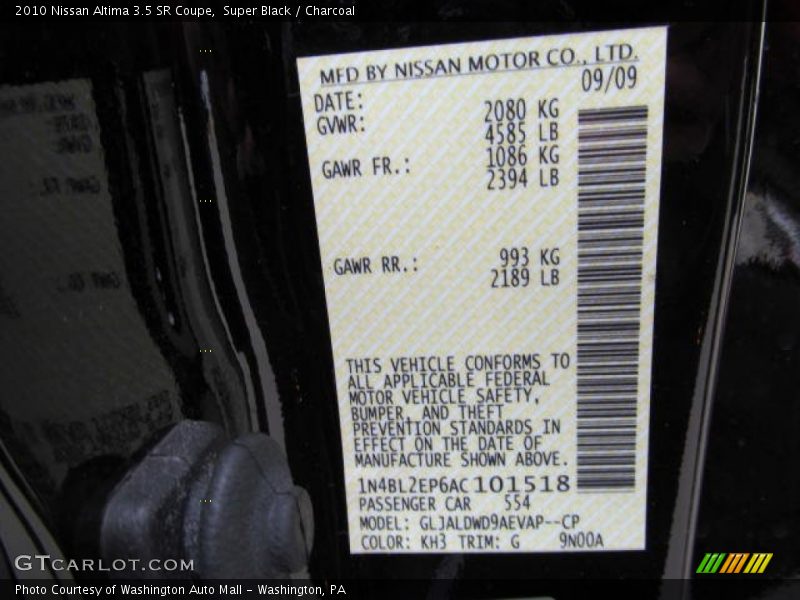 2010 Nissan Altima 3.5 SR Coupe,  Super Black / Charcoal
MFD BY NISSAN MOTOR CO., LTD.
DATE: 09/09
GVWR: 2080 KG
4585 LB
GAWR FR.: 1086 KG
2394 LB
GAWR RR.: 993 KG
2189 LB
THIS VEHICLE CONFORMS TO
ALL APPLICABLE FEDERAL
MOTOR VEHICLE SAFETY,
BUMPER, AND THEFT
PREVENTION STANDARDS IN
EFFECT ON THE DATE OF
MANUFACTURE SHOWN ABOVE.
1N4BL2EP6AC101518
PASSENGER CAR 554
MODEL: GLJALDWD9AEVAP--CP
COLOR: KH3 TRIM: G 9N00A
GTCARLOT.COM
Photo Courtesy of Washington Auto Mall - Washington, PA